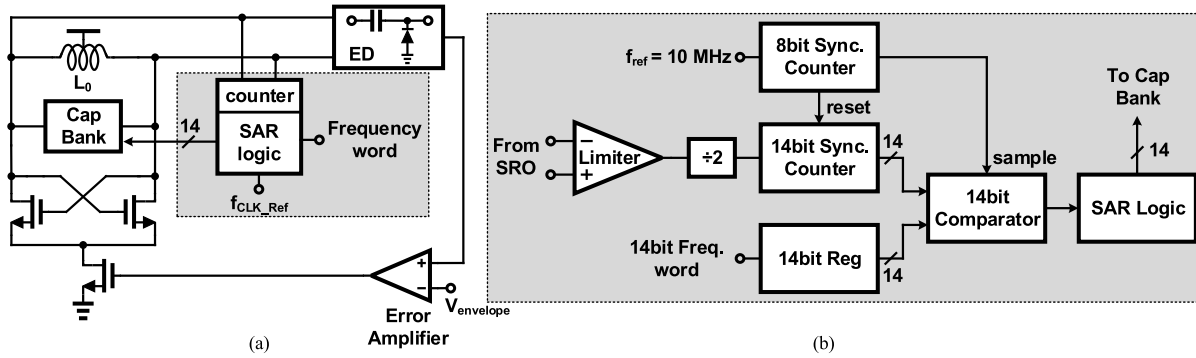 ED
L0
Cap
Bank
14
counter
SAR
logic
Frequency
word
fCLK_Ref
+
−
Venvelope
Error
Amplifier
(a)
fref = 10 MHz
8bit Sync.
Counter
reset
From
SRO
−
+
Limiter
÷2
14bit Sync.
Counter
14
14bit Freq.
word
14bit Reg
14
sample
14bit
Comparator
To Cap
Bank
14
SAR Logic
(b)